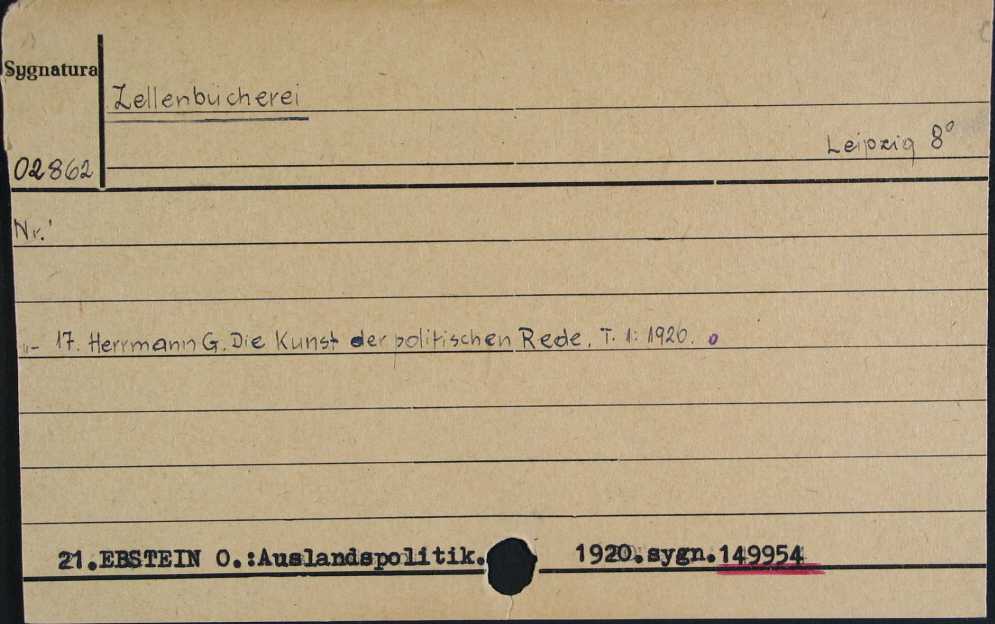 Sygnatura
Zellenbücherei
Leipzig 8°
02862
Nr.
"- 17. Herrmann G. Die Kunst der politischen Rede. T. 1: 1920.
21.EBSTEIN O.:Auslandspolitik. 1920.sygn.149954